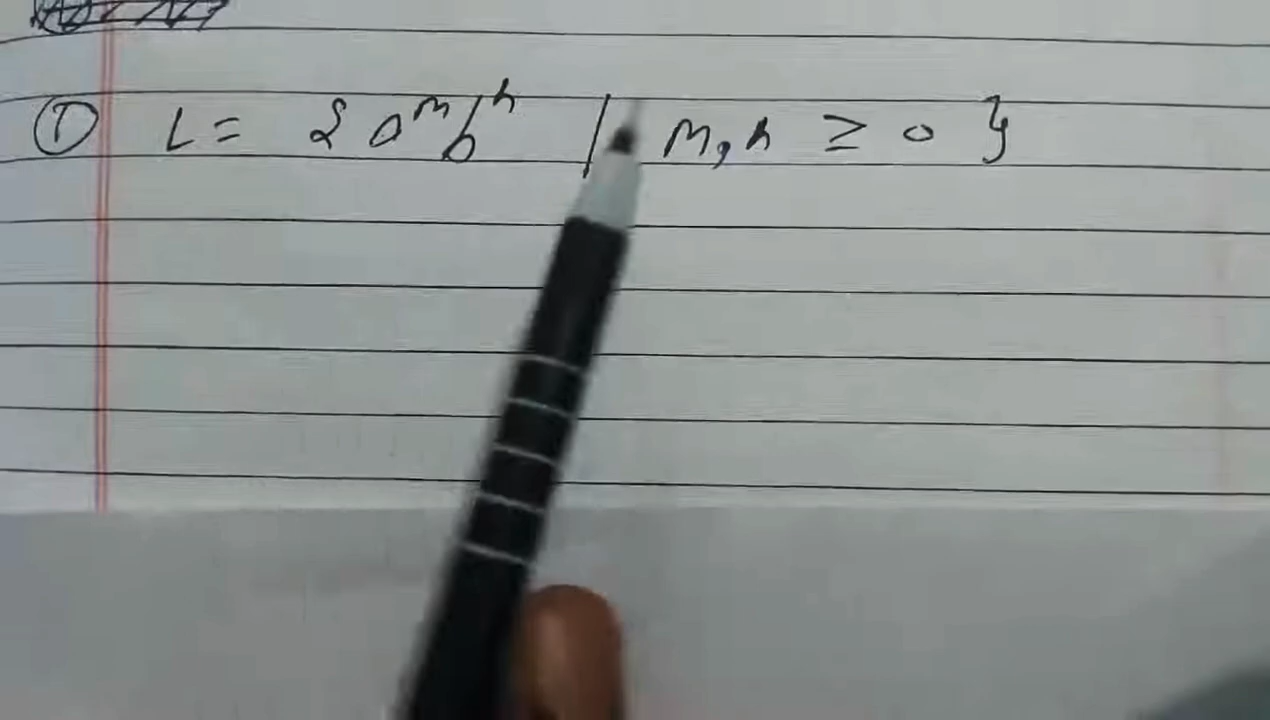 ① L = { a^m b^n | m, n ≥ 0 }